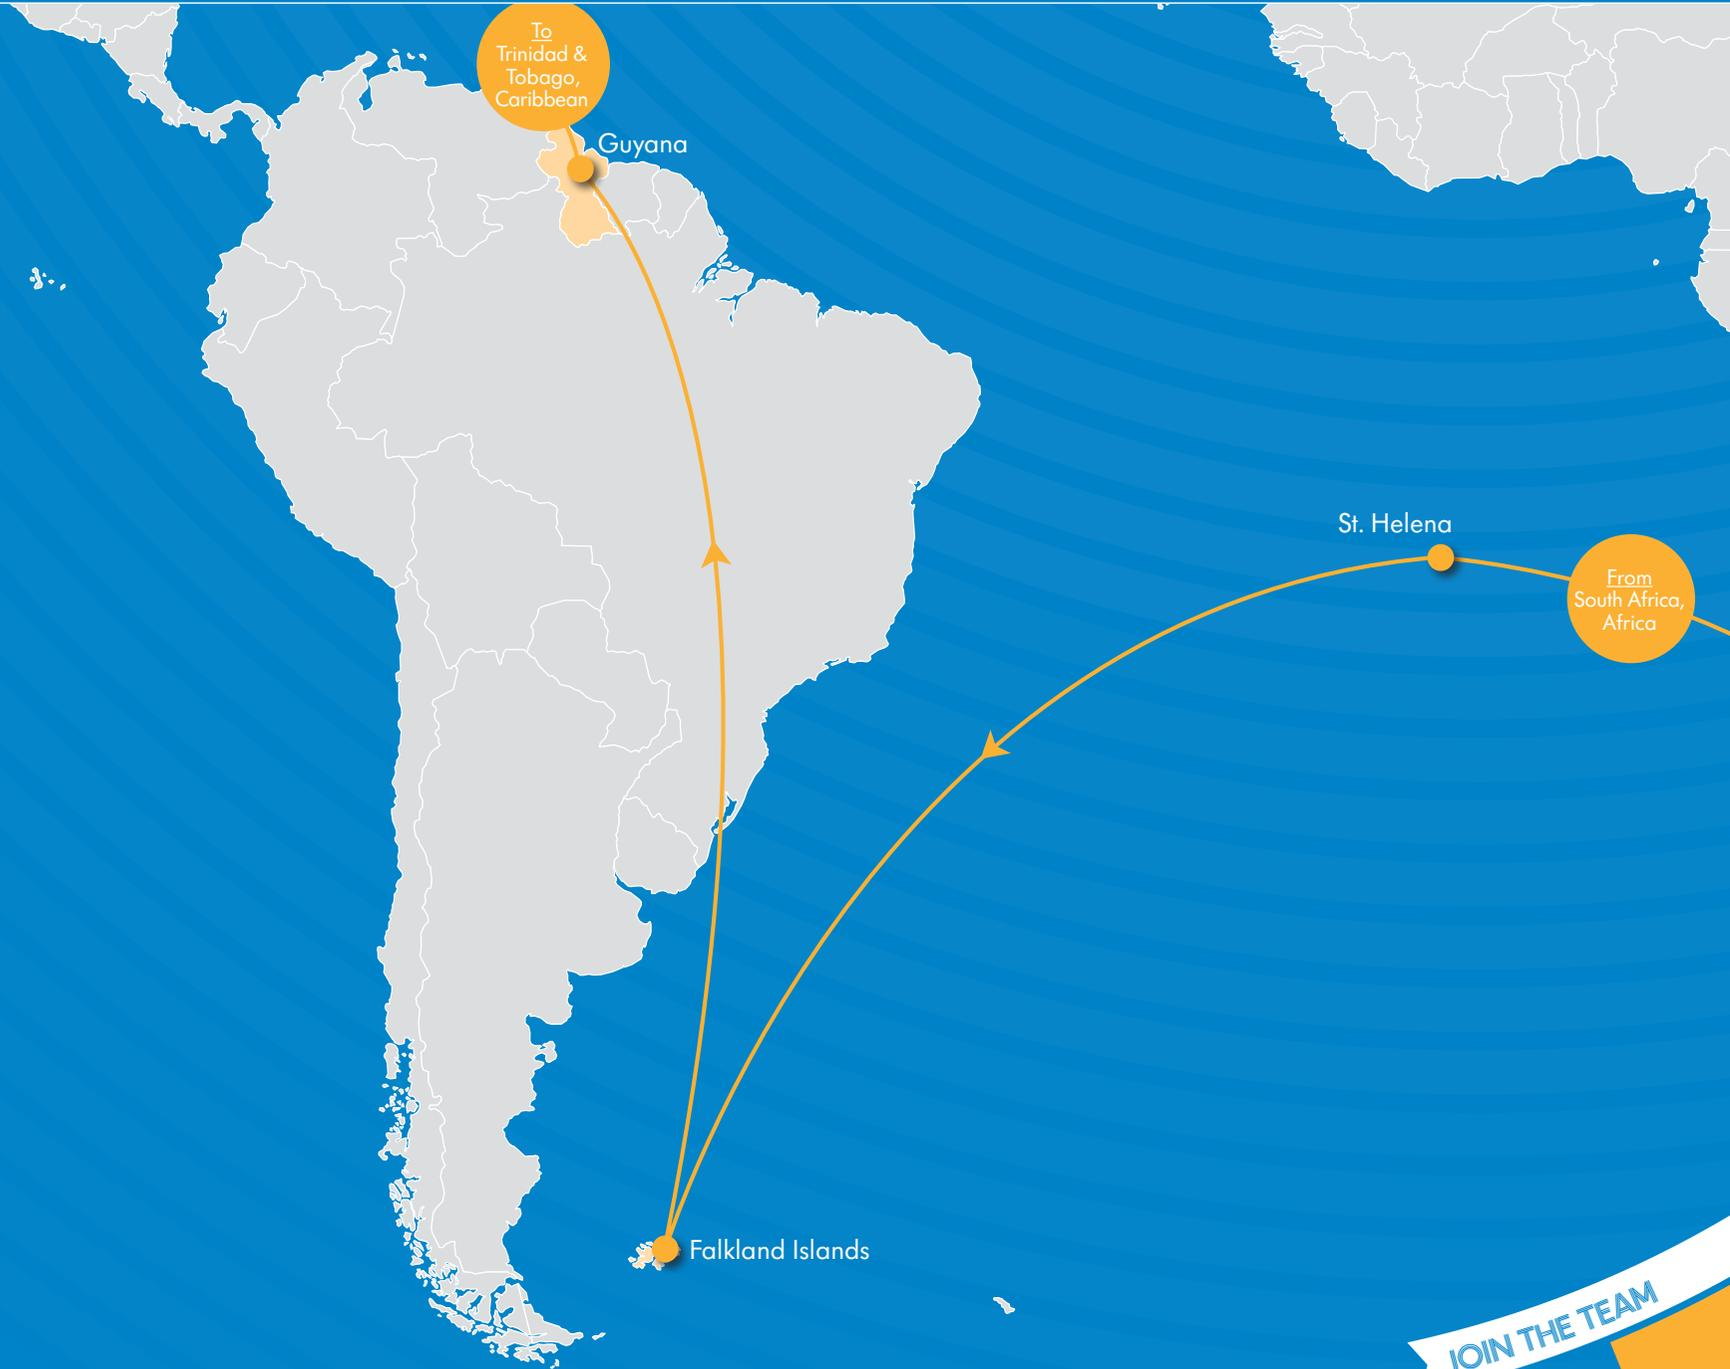 To
Trinidad &
Tobago,
Caribbean
Guyana
St. Helena
From
South Africa,
Africa
Falkland Islands
JOIN THE TEAM